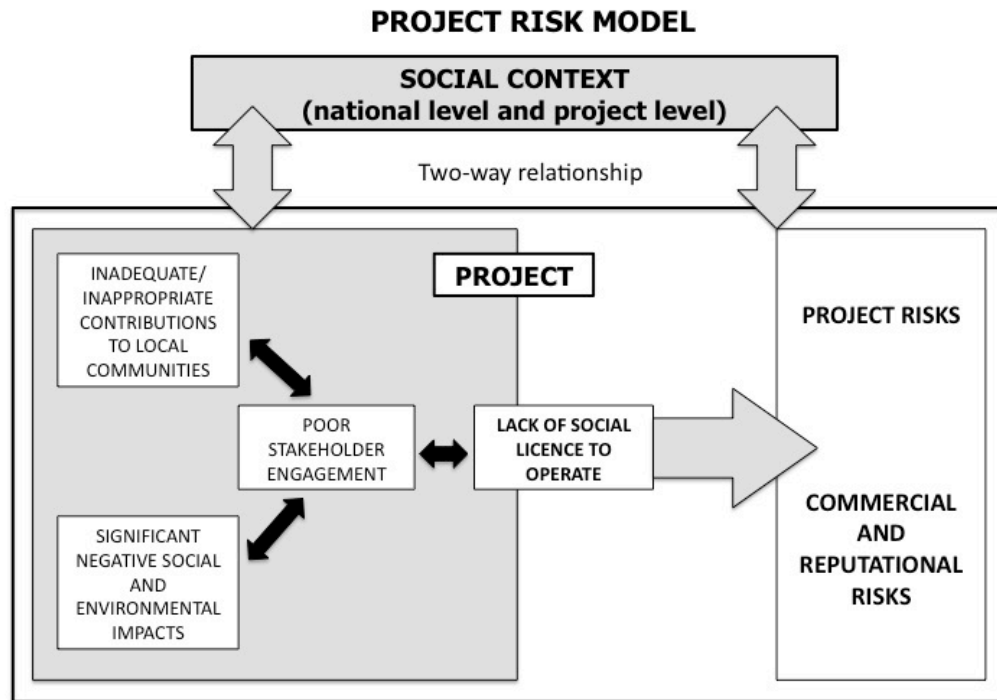 PROJECT RISK MODEL
SOCIAL CONTEXT
(national level and project level)
Two-way relationship
PROJECT
INADEQUATE/
INAPPROPRIATE
CONTRIBUTIONS
TO LOCAL
COMMUNITIES
POOR
STAKEHOLDER
ENGAGEMENT
SIGNIFICANT
NEGATIVE SOCIAL
AND
ENVIRONMENTAL
IMPACTS
LACK OF SOCIAL
LICENCE TO
OPERATE
PROJECT RISKS
COMMERCIAL
AND
REPUTATIONAL
RISKS